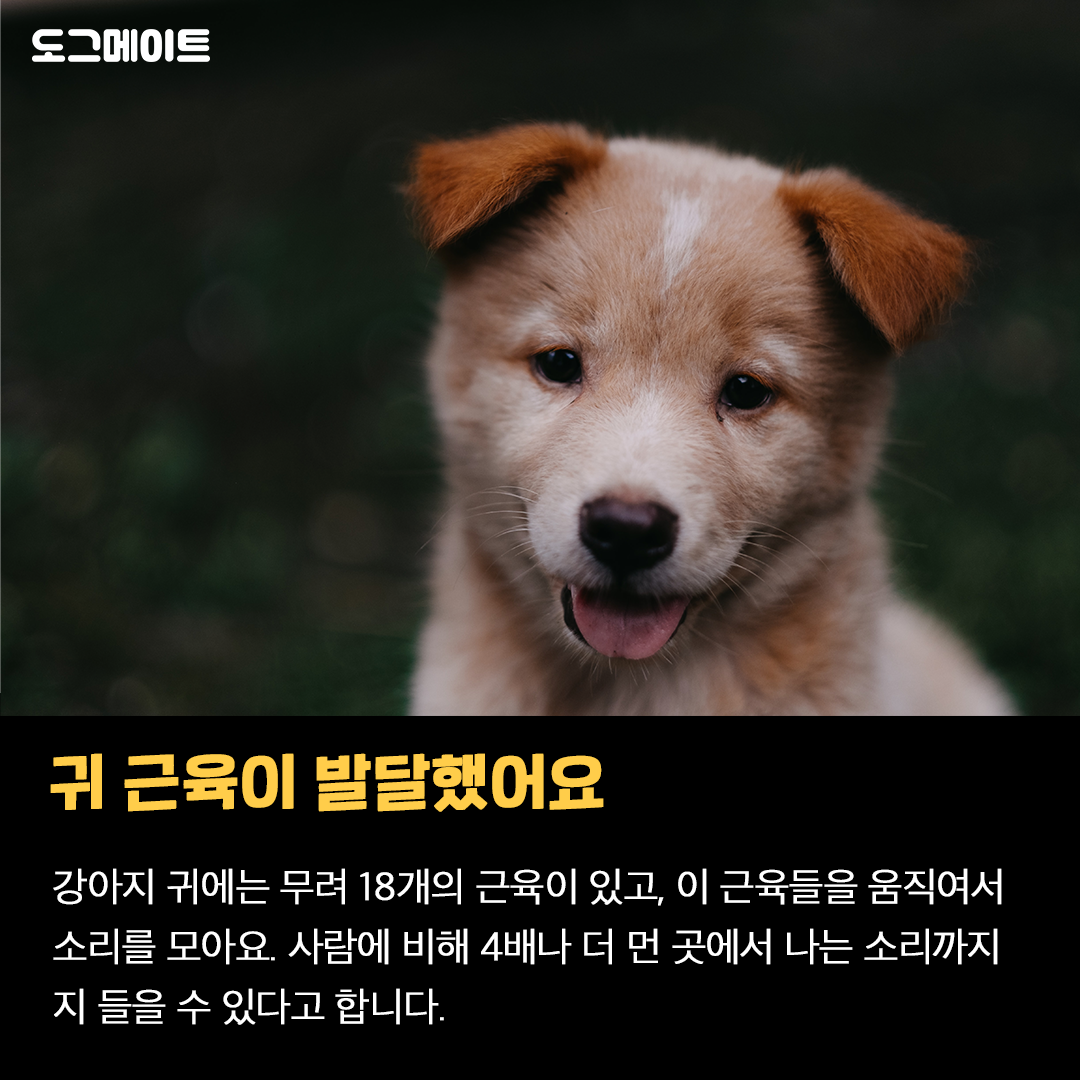 도그메이트
귀 근육이 발달했어요
강아지 귀에는 무려 18개의 근육이 있고, 이 근육들을 움직여서
소리를 모아요. 사람에 비해 4배나 더 먼 곳에서 나는 소리까지
지 들을 수 있다고 합니다.